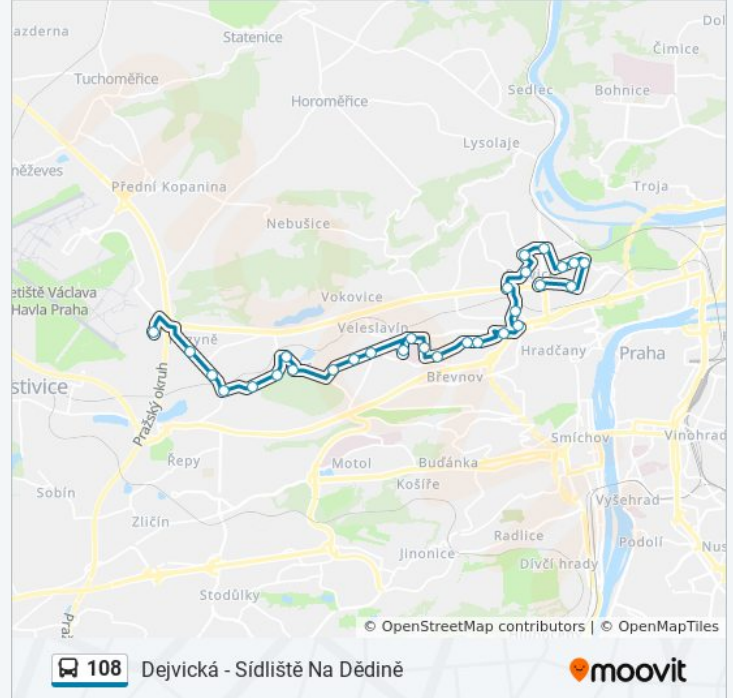 azderna
Statenice
Dol
Čimice
Tuchoměřice
Sedlec
Bohnice
Horoměřice
Lysolaje
něževes
Přední Kopanina
Troja
Nebušice
etiště Václava
Havla Praha
Vokovice
Veleslavín
zyně
Hradčany
Praha
stivice
Břevnov
Pražský okruh
Smíchov
Vinohrad
Řepy
Motol
Buďánka
Košíře
Sobín
Vyšehrad
Zličín
Radlice
Podolí
Nus
Jinonice
Dívčí hrady
Stodůlky
Praž
© OpenStreetMap contributors | © OpenMapTiles
108 Dejvická - Sídliště Na Dědině
moovit